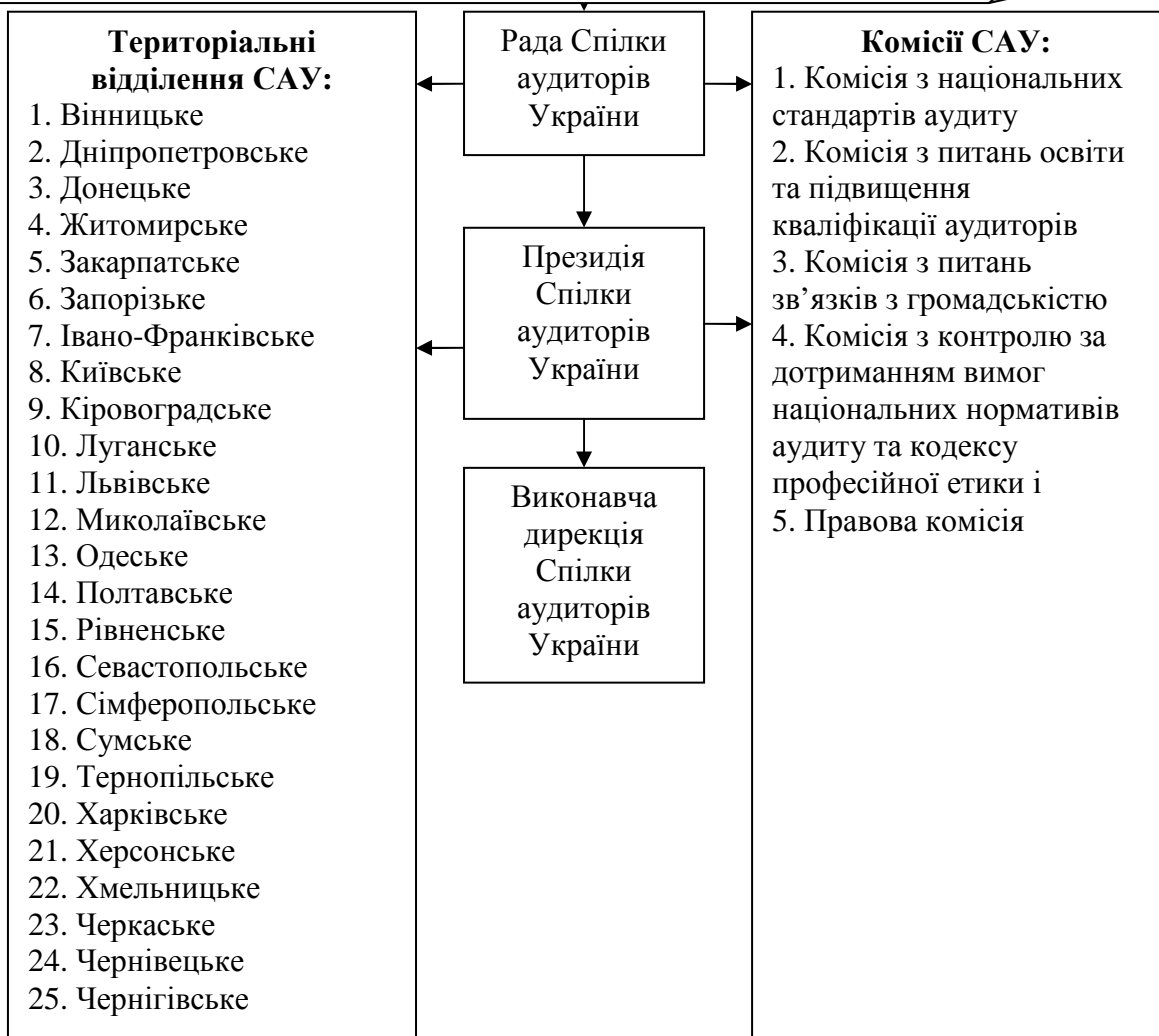 Територіальні
відділення САУ:
1. Вінницьке
2. Дніпропетровське
3. Донецьке
4. Житомирське
5. Закарпатське
6. Запорізьке
7. Івано-Франківське
8. Київське
9. Кіровоградське
10. Луганське
11. Львівське
12. Миколаївське
13. Одеське
14. Полтавське
15. Рівненське
16. Севастопольське
17. Сімферопольське
18. Сумське
19. Тернопільське
20. Харківське
21. Херсонське
22. Хмельницьке
23. Черкаське
24. Чернівецьке
25. Чернігівське
Рада Спілки
аудиторів
України
Президія
Спілки
аудиторів
України
Виконавча
дирекція
Спілки
аудиторів
України
Комісії САУ:
1. Комісія з національних
стандартів аудиту
2. Комісія з питань освіти
та підвищення
кваліфікації аудиторів
3. Комісія з питань
зв’язків з громадськістю
4. Комісія з контролю за
дотриманням вимог
національних нормативів
аудиту та кодексу
професійної етики і
5. Правова комісія